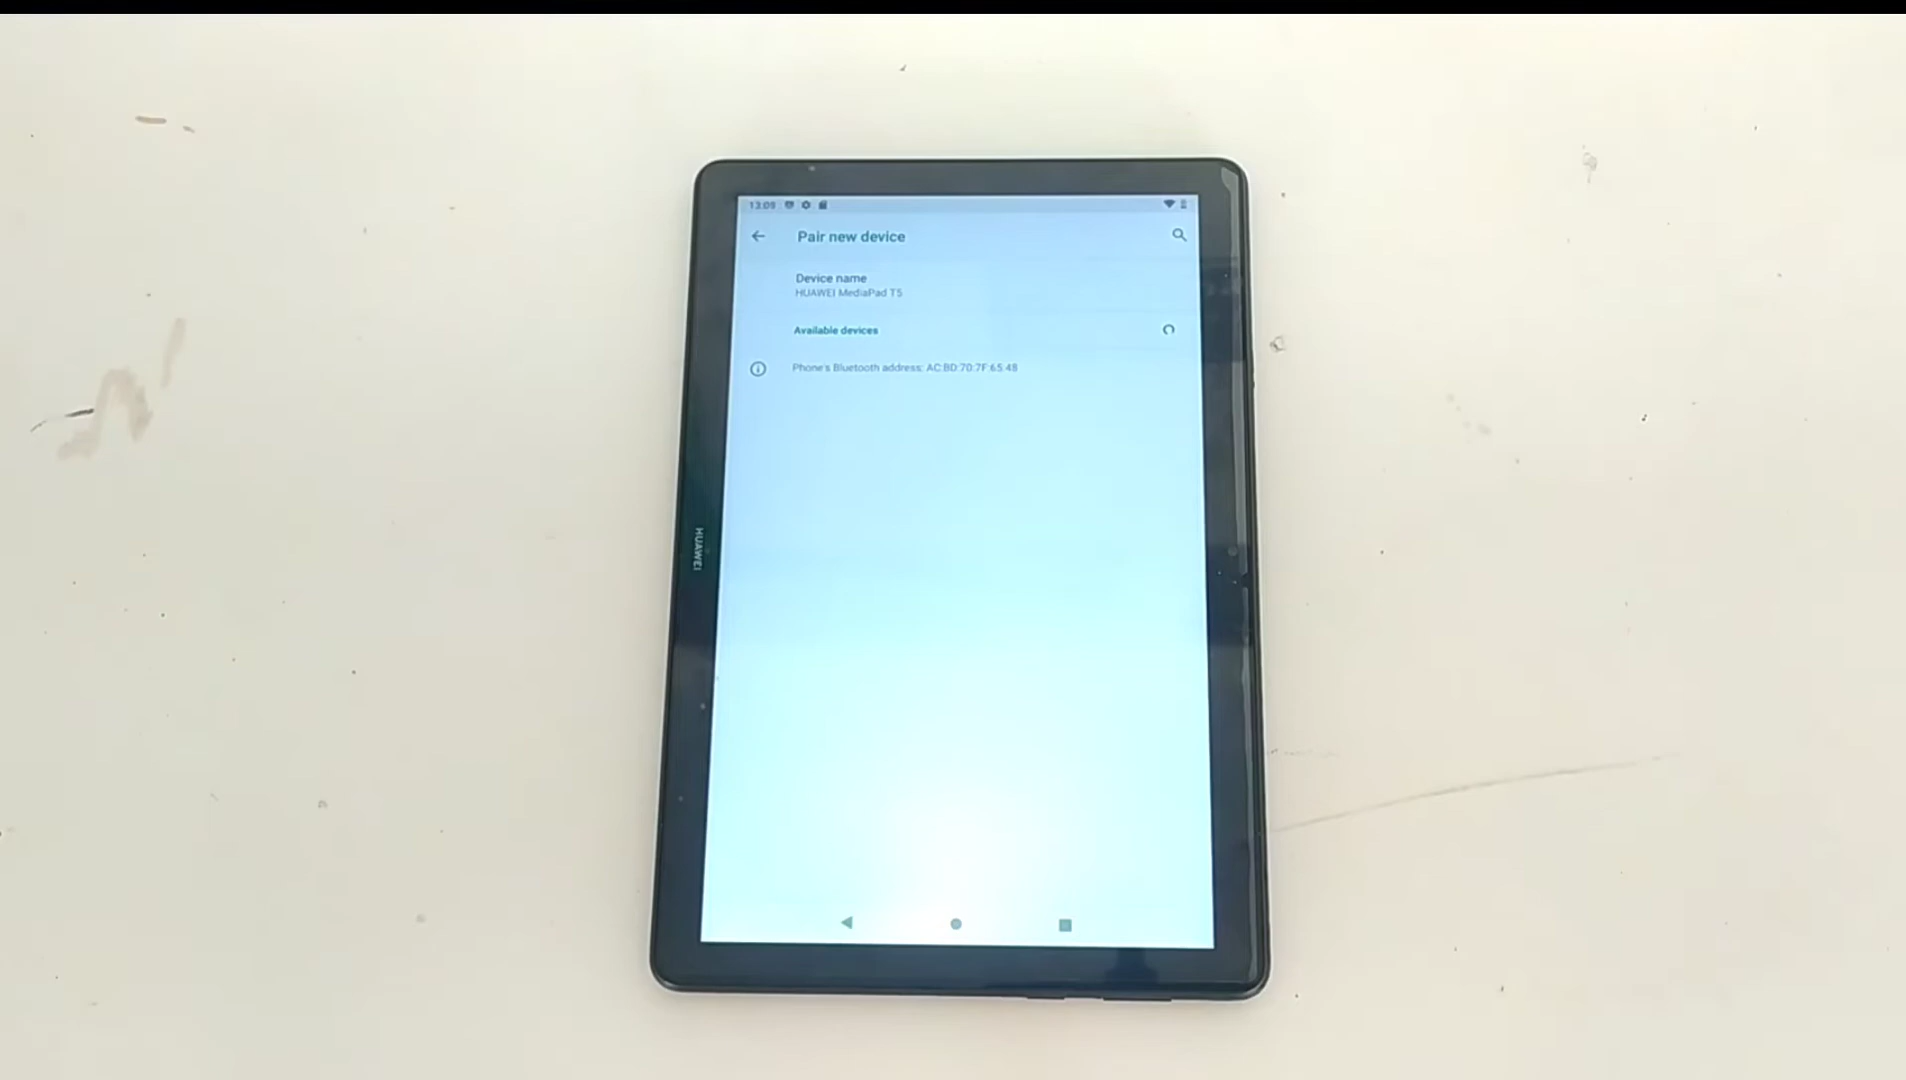 13:09
Pair new device
Device name
HUAWEI MediaPad T5
Available devices
Phone's Bluetooth address: AC:BD:70:7F:65:48
HUAWEI